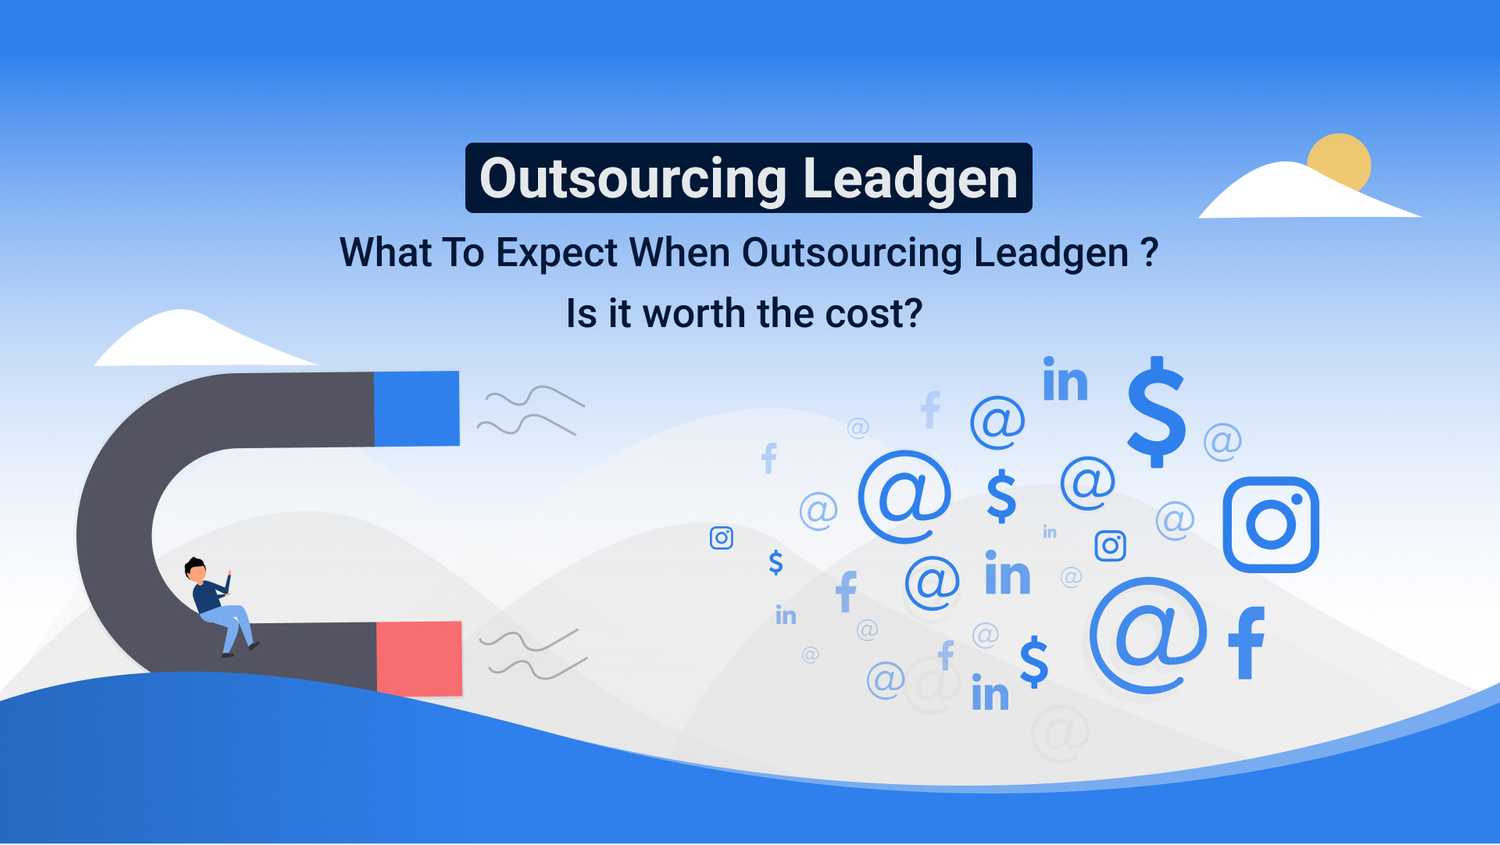 Outsourcing Leadgen
What To Expect When Outsourcing Leadgen ?
Is it worth the cost?